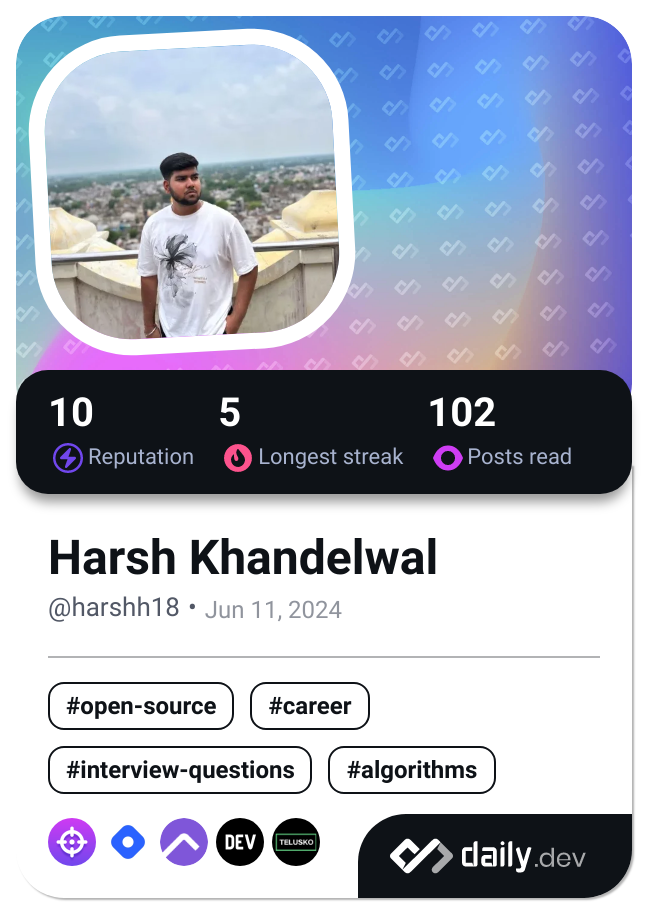 10 5 102
Reputation Longest streak Posts read
Harsh Khandelwal
@harshh18 • Jun 11, 2024
#open-source #career
#interview-questions #algorithms
DEV TELUSKO
daily.dev